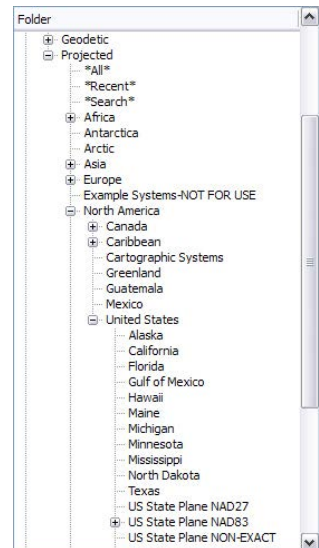 Folder
Geodetic
Projected
*All*
*Recent*
*Search*
Africa
Antarctica
Arctic
Asia
Europe
Example Systems-NOT FOR USE
North America
Canada
Caribbean
Cartographic Systems
Greenland
Guatemala
Mexico
United States
Alaska
California
Florida
Gulf of Mexico
Hawaii
Maine
Michigan
Minnesota
Mississippi
North Dakota
Texas
US State Plane NAD27
US State Plane NAD83
US State Plane NON-EXACT